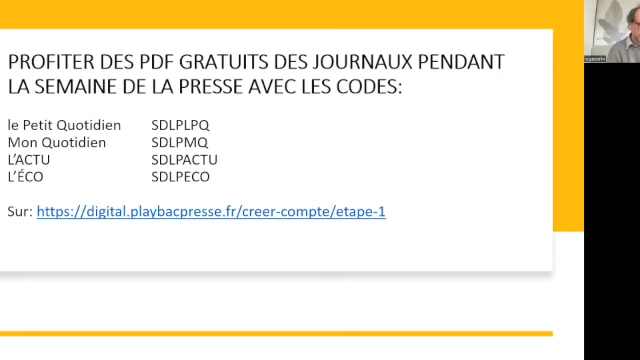 PROFITER DES PDF GRATUITS DES JOURNAUX PENDANT
LA SEMAINE DE LA PRESSE AVEC LES CODES:
le Petit Quotidien SDLPLPQ
Mon Quotidien SDLPMQ
L'ACTU SDLPACTU
L'ÉCO SDLPECO
Sur: https://digital.playbacpresse.fr/creer-compte/etape-1